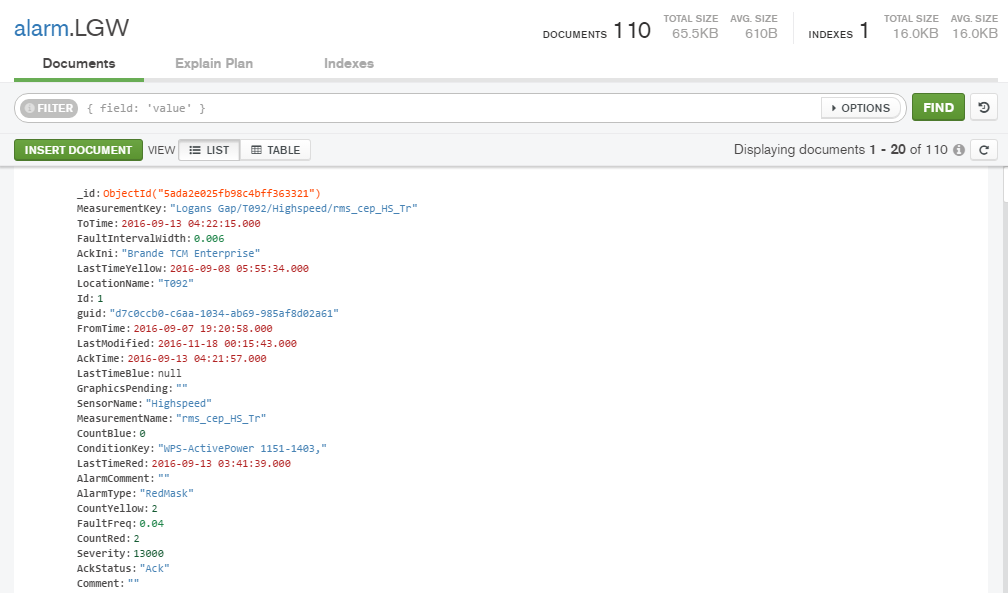 alarm.LGW
DOCUMENTS 110 TOTAL SIZE 65.5KB AVG. SIZE 610B INDEXES 1 TOTAL SIZE 16.0KB AVG. SIZE 16.0KB
Documents Explain Plan Indexes
FILTER { field: 'value' } OPTIONS FIND
INSERT DOCUMENT VIEW LIST TABLE Displaying documents 1 - 20 of 110
_id: ObjectId("5ada2e025fb98c4bff363321")
MeasurementKey: "Logans Gap/T092/Highspeed/rms_cep_HS_Tr"
ToTime: 2016-09-13 04:22:15.000
FaultIntervalWidth: 0.006
AckIni: "Brande TCM Enterprise"
LastTimeYellow: 2016-09-08 05:55:34.000
LocationName: "T092"
Id: 1
guid: "d7c0ccb0-c6aa-1034-ab69-985af8d02a61"
FromTime: 2016-09-07 19:20:58.000
LastModified: 2016-11-18 00:15:43.000
AckTime: 2016-09-13 04:21:57.000
LastTimeBlue: null
GraphicsPending: ""
SensorName: "Highspeed"
MeasurementName: "rms_cep_HS_Tr"
CountBlue: 0
ConditionKey: "WPS-ActivePower 1151-1403,"
LastTimeRed: 2016-09-13 03:41:39.000
AlarmComment: ""
AlarmType: "RedMask"
CountYellow: 2
FaultFreq: 0.04
CountRed: 2
Severity: 13000
AckStatus: "Ack"
Comment: ""